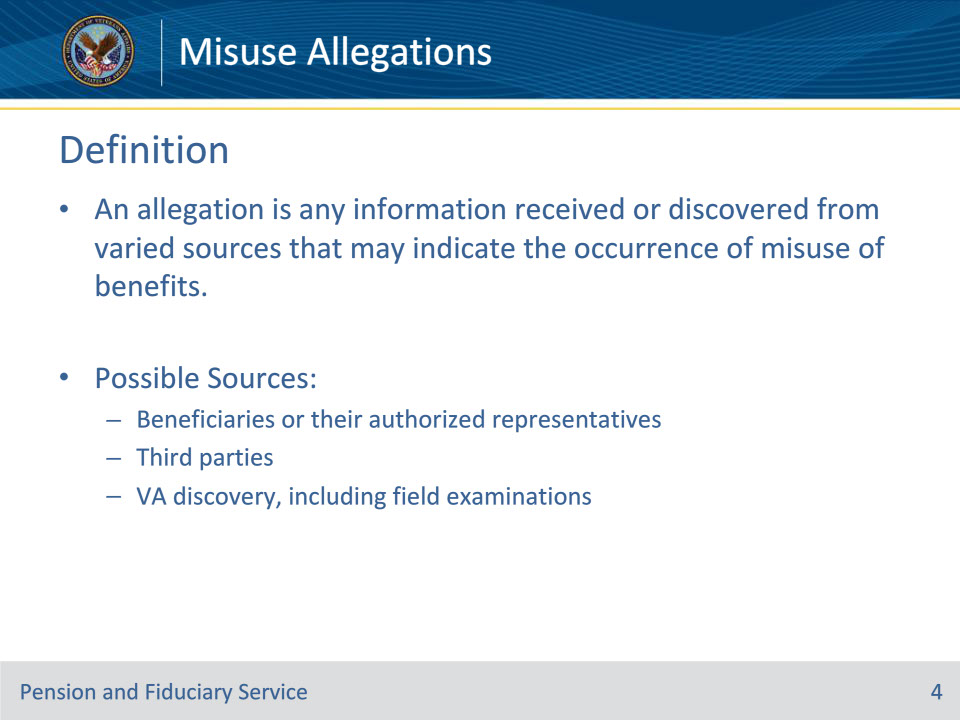 Misuse Allegations
Definition
• An allegation is any information received or discovered from
varied sources that may indicate the occurrence of misuse of
benefits.
• Possible Sources:
– Beneficiaries or their authorized representatives
– Third parties
– VA discovery, including field examinations
Pension and Fiduciary Service
4